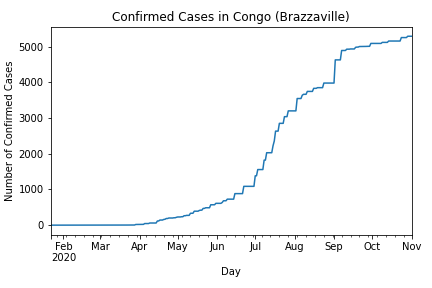 Confirmed Cases in Congo (Brazzaville)
Number of Confirmed Cases
5000
4000
3000
2000
1000
0
Feb Mar Apr May Jun Jul Aug Sep Oct Nov
2020
Day